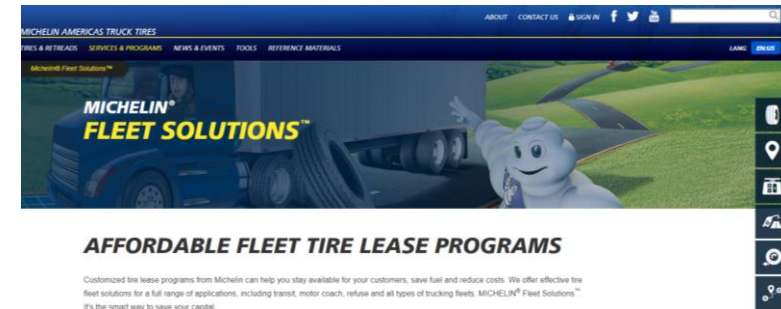 ABOUT CONTACT US SIGN IN
MICHELIN AMERICAS TRUCK TIRES
TIRES & RETREADS SERVICES & PROGRAMS NEWS & EVENTS TOOLS REFERENCE MATERIALS LANG EN-US
Michelin® Fleet Solutions™
MICHELIN®
FLEET SOLUTIONS™
AFFORDABLE FLEET TIRE LEASE PROGRAMS
Customized tire lease programs from Michelin can help you stay available for your customers, save fuel and reduce costs. We offer effective tire
fleet solutions for a full range of applications, including transit, motor coach, refuse and all types of trucking fleets. MICHELIN® Fleet Solutions™.
It's the smart way to save your capital.